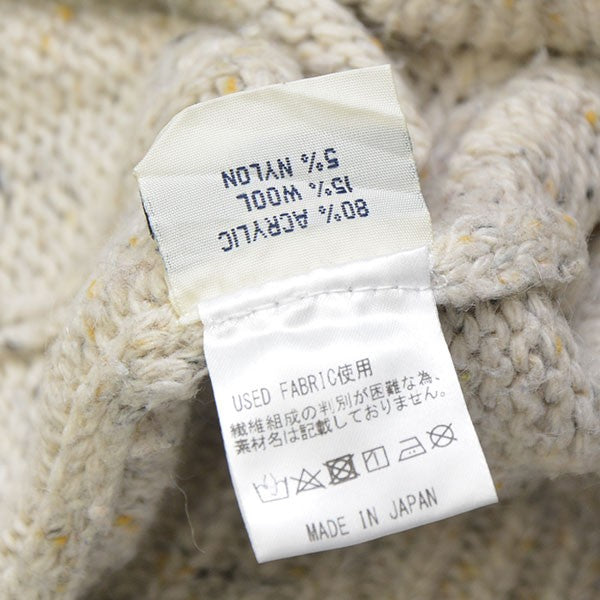 80% ACRYLIC
15% WOOL
5% NYLON
USED FABRIC使用
繊維組成の判別が困難な為、
素材名は記載しておりません。
MADE IN JAPAN